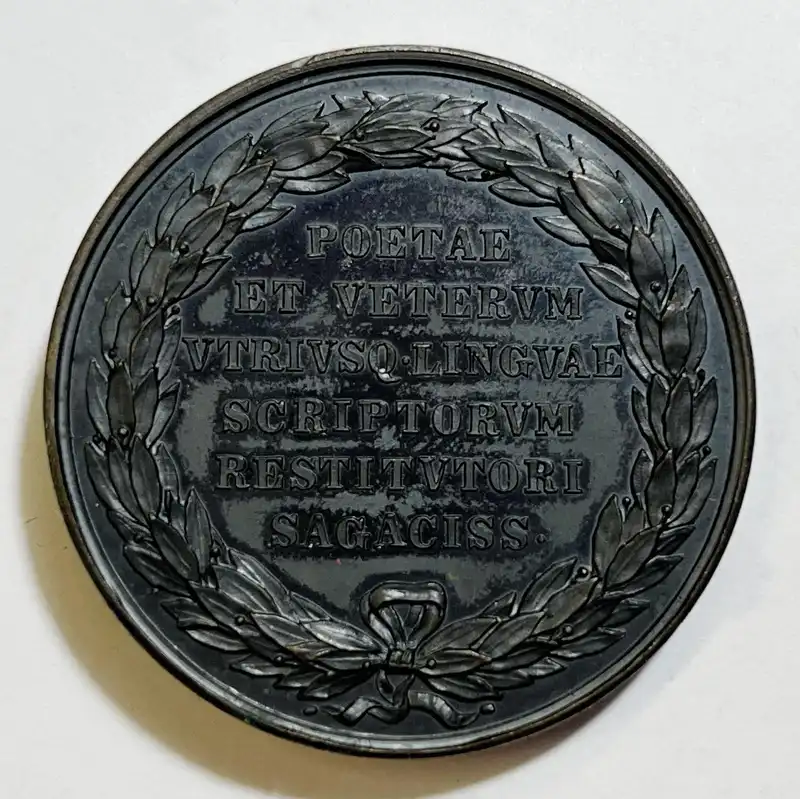 POETAE
ET VETERVM
VTRIVSQ·LINGVAE
SCRIPTORVM
RESTITVTORI
SAGACISS·